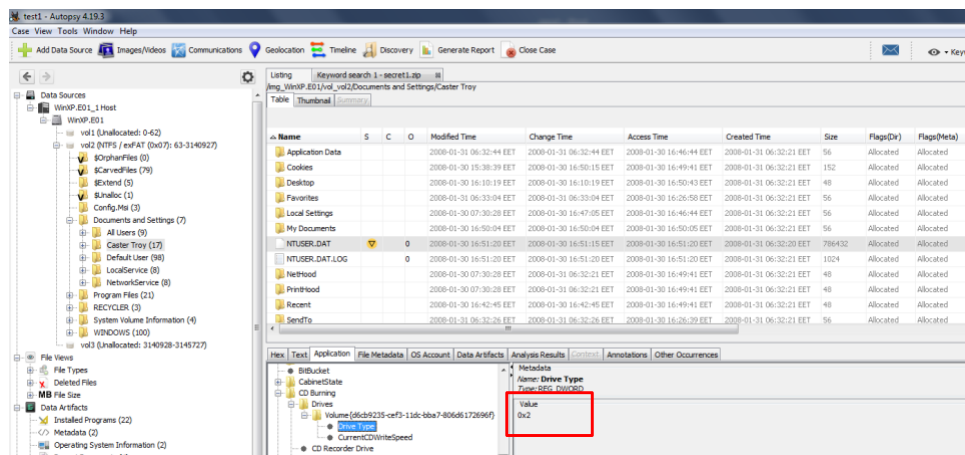 test1 - Autopsy 4.19.3
Case View Tools Window Help
Add Data Source Images/Videos Communications Geolocation Timeline Discovery Generate Report Close Case Keyw
Listing Keyword search 1 - secret1.zip
/img_WinXP.E01/vol_vol2/Documents and Settings/Caster Troy
Table Thumbnail Summary
Name S C O Modified Time Change Time Access Time Created Time Size Flags(Dir) Flags(Meta)
Application Data 2008-01-31 06:32:44 EET 2008-01-31 06:32:44 EET 2008-01-30 16:46:44 EET 2008-01-31 06:32:21 EET 56 Allocated Allocated
Cookies 2008-01-30 15:38:39 EET 2008-01-30 16:50:15 EET 2008-01-30 16:49:41 EET 2008-01-31 06:32:21 EET 152 Allocated Allocated
Desktop 2008-01-30 16:10:19 EET 2008-01-30 16:10:19 EET 2008-01-30 16:50:43 EET 2008-01-31 06:32:21 EET 48 Allocated Allocated
Favorites 2008-01-31 06:33:04 EET 2008-01-31 06:33:04 EET 2008-01-30 16:26:58 EET 2008-01-31 06:32:21 EET 56 Allocated Allocated
Local Settings 2008-01-30 07:30:28 EET 2008-01-30 16:47:05 EET 2008-01-30 16:46:44 EET 2008-01-31 06:32:21 EET 56 Allocated Allocated
My Documents 2008-01-30 16:50:04 EET 2008-01-30 16:50:04 EET 2008-01-30 16:50:05 EET 2008-01-31 06:32:21 EET 56 Allocated Allocated
NTUSER.DAT 0 2008-01-30 16:51:20 EET 2008-01-30 16:51:15 EET 2008-01-30 16:51:20 EET 2008-01-31 06:32:20 EET 786432 Allocated Allocated
NTUSER.DAT.LOG 0 2008-01-30 16:51:20 EET 2008-01-30 16:51:20 EET 2008-01-30 16:51:20 EET 2008-01-31 06:32:21 EET 1024 Allocated Allocated
NetHood 2008-01-30 07:30:28 EET 2008-01-31 06:32:21 EET 2008-01-30 16:49:41 EET 2008-01-31 06:32:21 EET 48 Allocated Allocated
PrintHood 2008-01-30 07:30:28 EET 2008-01-31 06:32:21 EET 2008-01-30 16:49:41 EET 2008-01-31 06:32:21 EET 48 Allocated Allocated
Recent 2008-01-30 16:42:45 EET 2008-01-30 16:42:45 EET 2008-01-30 16:49:41 EET 2008-01-31 06:32:21 EET 48 Allocated Allocated
SendTo 2008-01-31 06:32:26 EET 2008-01-31 06:32:26 EET 2008-01-30 16:26:39 EET 2008-01-31 06:32:21 EET 56 Allocated Allocated
Data Sources
WinXP.E01_1 Host
WinXP.E01
vol1 (Unallocated: 0-62)
vol2 (NTFS / exFAT (0x07): 63-3140927)
$OrphanFiles (0)
$CarvedFiles (79)
$Extend (5)
$Unalloc (1)
Config.Msi (3)
Documents and Settings (7)
All Users (9)
Caster Troy (17)
Default User (98)
LocalService (8)
NetworkService (8)
Program Files (21)
RECYCLER (3)
System Volume Information (4)
WINDOWS (100)
vol3 (Unallocated: 3140928-3145727)
File Views
File Types
Deleted Files
MB File Size
Data Artifacts
Installed Programs (22)
Metadata (2)
Operating System Information (2)
Hex Text Application File Metadata OS Account Data Artifacts Analysis Results Context Annotations Other Occurrences
BitBucket
CabinetState
CD Burning
Drives
Volume{d6cb9235-cef3-11dc-bba7-806d6172696f}
Drive Type
CurrentCDWriteSpeed
CD Recorder Drive
Metadata
Name: Drive Type
Type: REG_DWORD
Value
0x2